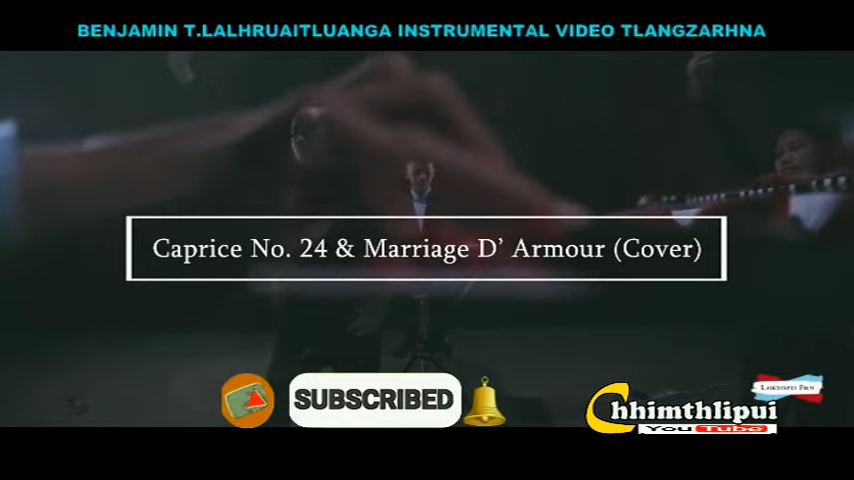 BENJAMIN T.LALHRUAITLUANGA INSTRUMENTAL VIDEO TLANGZARHNA
Caprice No. 24 & Marriage D’ Armour (Cover)
SUBSCRIBED
Chhimthlipui
YouTube